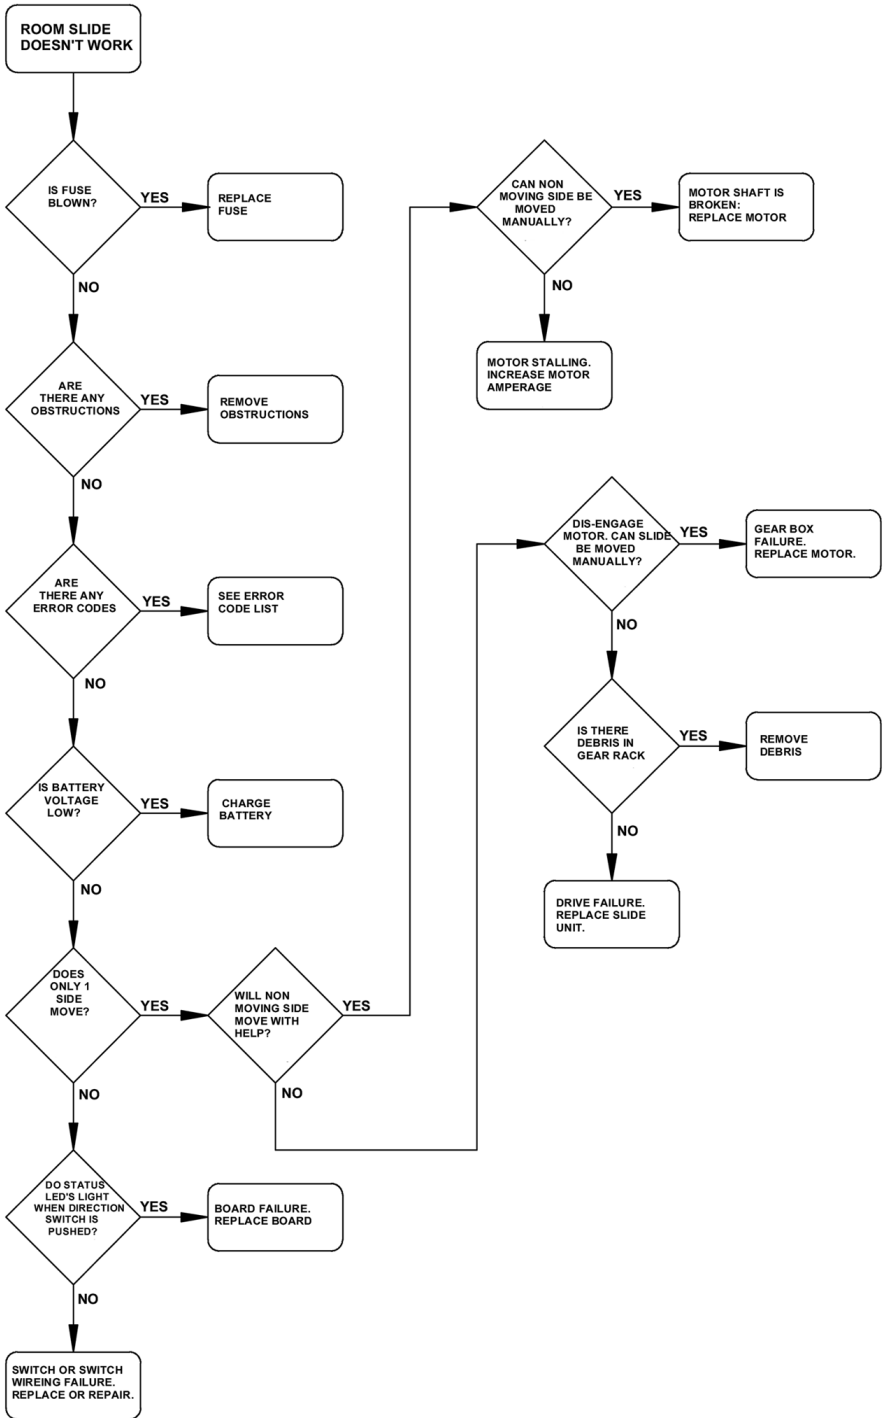 ROOM SLIDE
DOESN'T WORK
IS FUSE
BLOWN?
YES
REPLACE
FUSE
NO
ARE
THERE ANY
OBSTRUCTIONS
YES
REMOVE
OBSTRUCTIONS
NO
ARE
THERE ANY
ERROR CODES
YES
SEE ERROR
CODE LIST
NO
IS BATTERY
VOLTAGE
LOW?
YES
CHARGE
BATTERY
NO
DOES
ONLY 1
SIDE
MOVE?
YES
WILL NON
MOVING SIDE
MOVE WITH
HELP?
YES
NO
NO
DO STATUS
LED'S LIGHT
WHEN DIRECTION
SWITCH IS
PUSHED?
YES
BOARD FAILURE.
REPLACE BOARD
NO
SWITCH OR SWITCH
WIREING FAILURE.
REPLACE OR REPAIR.
CAN NON
MOVING SIDE BE
MOVED
MANUALLY?
YES
MOTOR SHAFT IS
BROKEN:
REPLACE MOTOR
NO
MOTOR STALLING.
INCREASE MOTOR
AMPERAGE
DIS-ENGAGE
MOTOR. CAN SLIDE
BE MOVED
MANUALLY?
YES
GEAR BOX
FAILURE.
REPLACE MOTOR.
NO
IS THERE
DEBRIS IN
GEAR RACK
YES
REMOVE
DEBRIS
NO
DRIVE FAILURE.
REPLACE SLIDE
UNIT.